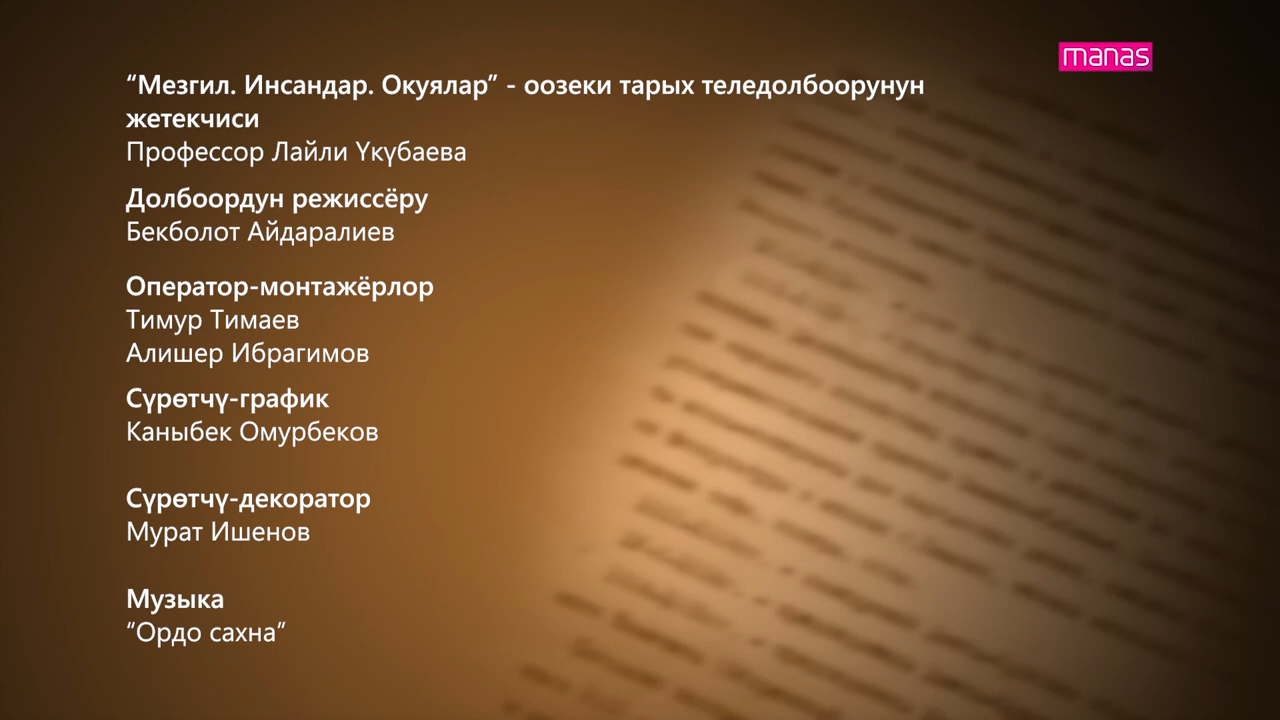 manas
“Мезгил. Инсандар. Окуялар” - оозеки тарых теледолбоорунун
жетекчиси
Профессор Лайли Үкүбаева
Долбоордун режиссёру
Бекболот Айдаралиев
Оператор-монтажёрлор
Тимур Тимаев
Алишер Ибрагимов
Сүрөтчү-график
Каныбек Омурбеков
Сүрөтчү-декоратор
Мурат Ишенов
Музыка
“Ордо сахна”